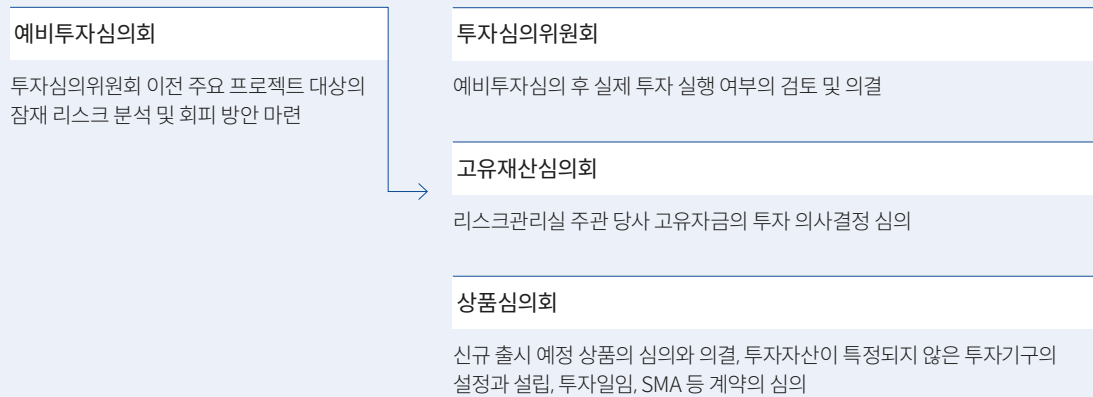 예비투자심의회
투자심의위원회 이전 주요 프로젝트 대상의
잠재 리스크 분석 및 회피 방안 마련
투자심의위원회
예비투자심의 후 실제 투자 실행 여부의 검토 및 의결
고유재산심의회
리스크관리실 주관 당사 고유자금의 투자 의사결정 심의
상품심의회
신규 출시 예정 상품의 심의와 의결, 투자자산이 특정되지 않은 투자기구의
설정과 설립, 투자일임, SMA 등 계약의 심의